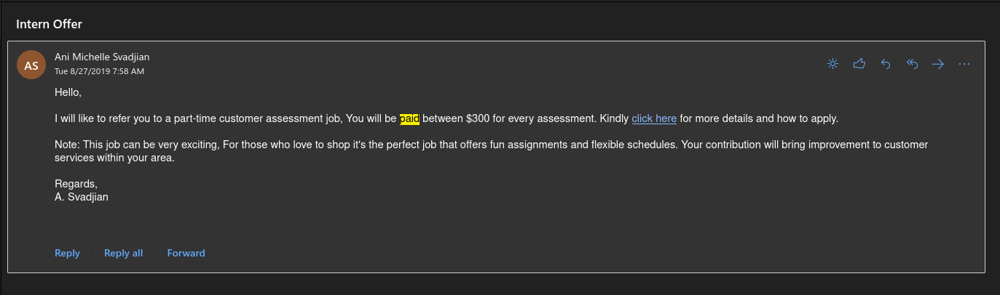 Intern Offer
AS
Ani Michelle Svadjian
Tue 8/27/2019 7:58 AM
Hello,
I will like to refer you to a part-time customer assessment job, You will be paid between $300 for every assessment. Kindly click here for more details and how to apply.
Note: This job can be very exciting, For those who love to shop it's the perfect job that offers fun assignments and flexible schedules. Your contribution will bring improvement to customer
services within your area.
Regards,
A. Svadjian
Reply Reply all Forward